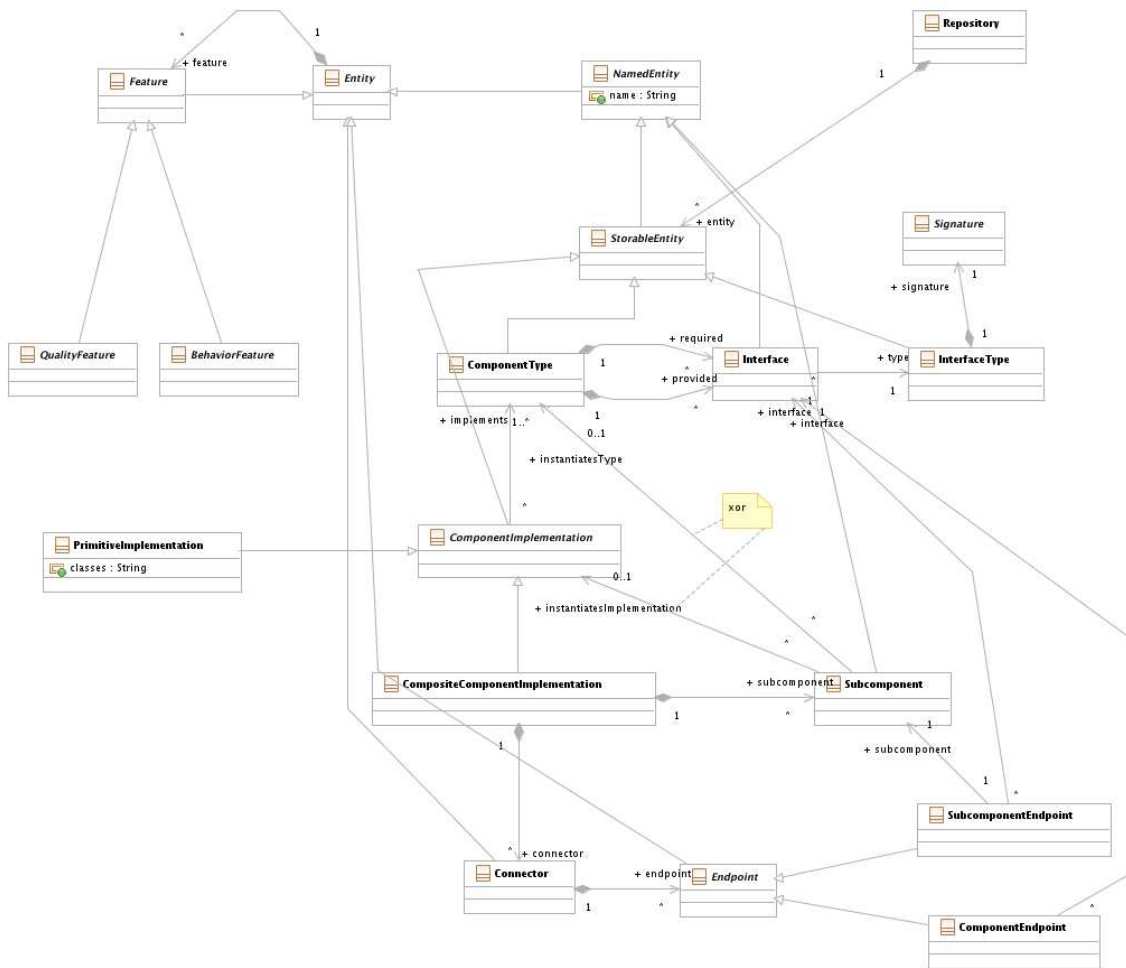 ^
1
+ feature
Feature
Entity
NamedEntity
name : String
Repository
1
^
+ entity
StorableEntity
Signature
+ signature
1
1
QualityFeature
BehaviorFeature
ComponentType
1
+ required
^
+ provided
1
^
Interface
^
+ type
1
InterfaceType
+ implements
1..^
0..1
+ interface
1
1
+ interface
+ instantiatesType
^
xor
PrimitiveImplementation
classes : String
ComponentImplementation
0..1
+ instantiatesImplementation
^
^
CompositeComponentImplementation
1
+ subcomponent
^
Subcomponent
1
1
+ subcomponent
1
^
SubcomponentEndpoint
^
+ connector
Connector
1
+ endpoint
^
Endpoint
^
ComponentEndpoint